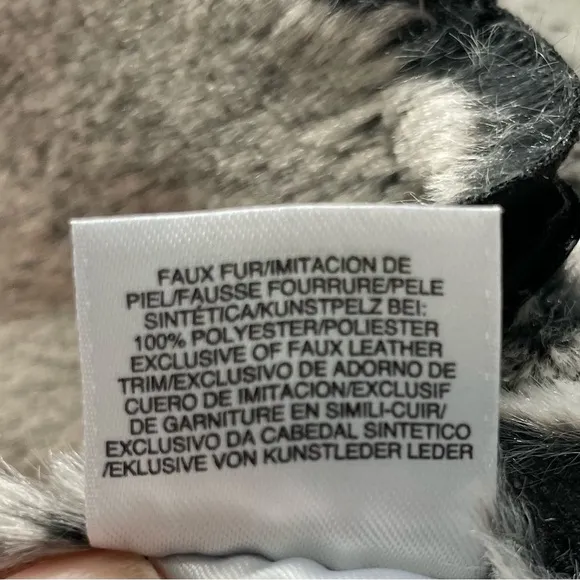 FAUX FUR/IMITACION DE
PIEL/FAUSSE FOURRURE/PELE
SINTÉTICA/KUNSTPELZ BEI:
100% POLYESTER/POLIESTER
EXCLUSIVE OF FAUX LEATHER
TRIM/EXCLUSIVO DE ADORNO DE
CUERO DE IMITACION/EXCLUSIF
DE GARNITURE EN SIMILI-CUIR/
EXCLUSIVO DA CABEDAL SINTETICO
/EKLUSIVE VON KUNSTLEDER LEDER